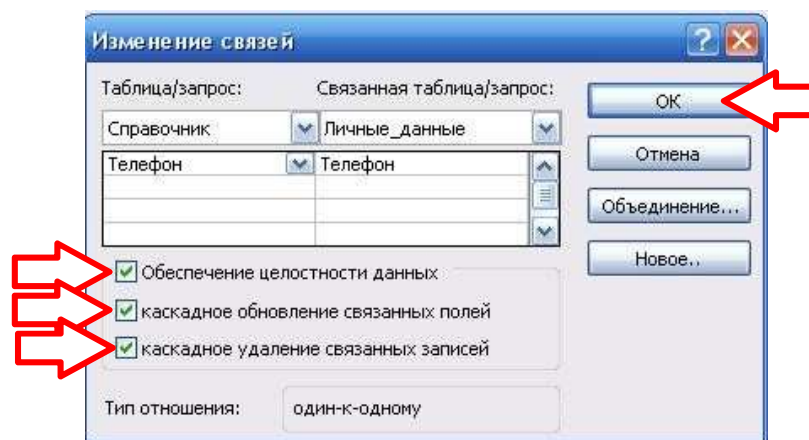 Изменение связей
Таблица/запрос: Связанная таблица/запрос:
Справочник Личные_данные
Телефон Телефон
ОК
Отмена
Объединение...
Новое..
Обеспечение целостности данных
каскадное обновление связанных полей
каскадное удаление связанных записей
Тип отношения: один-к-одному